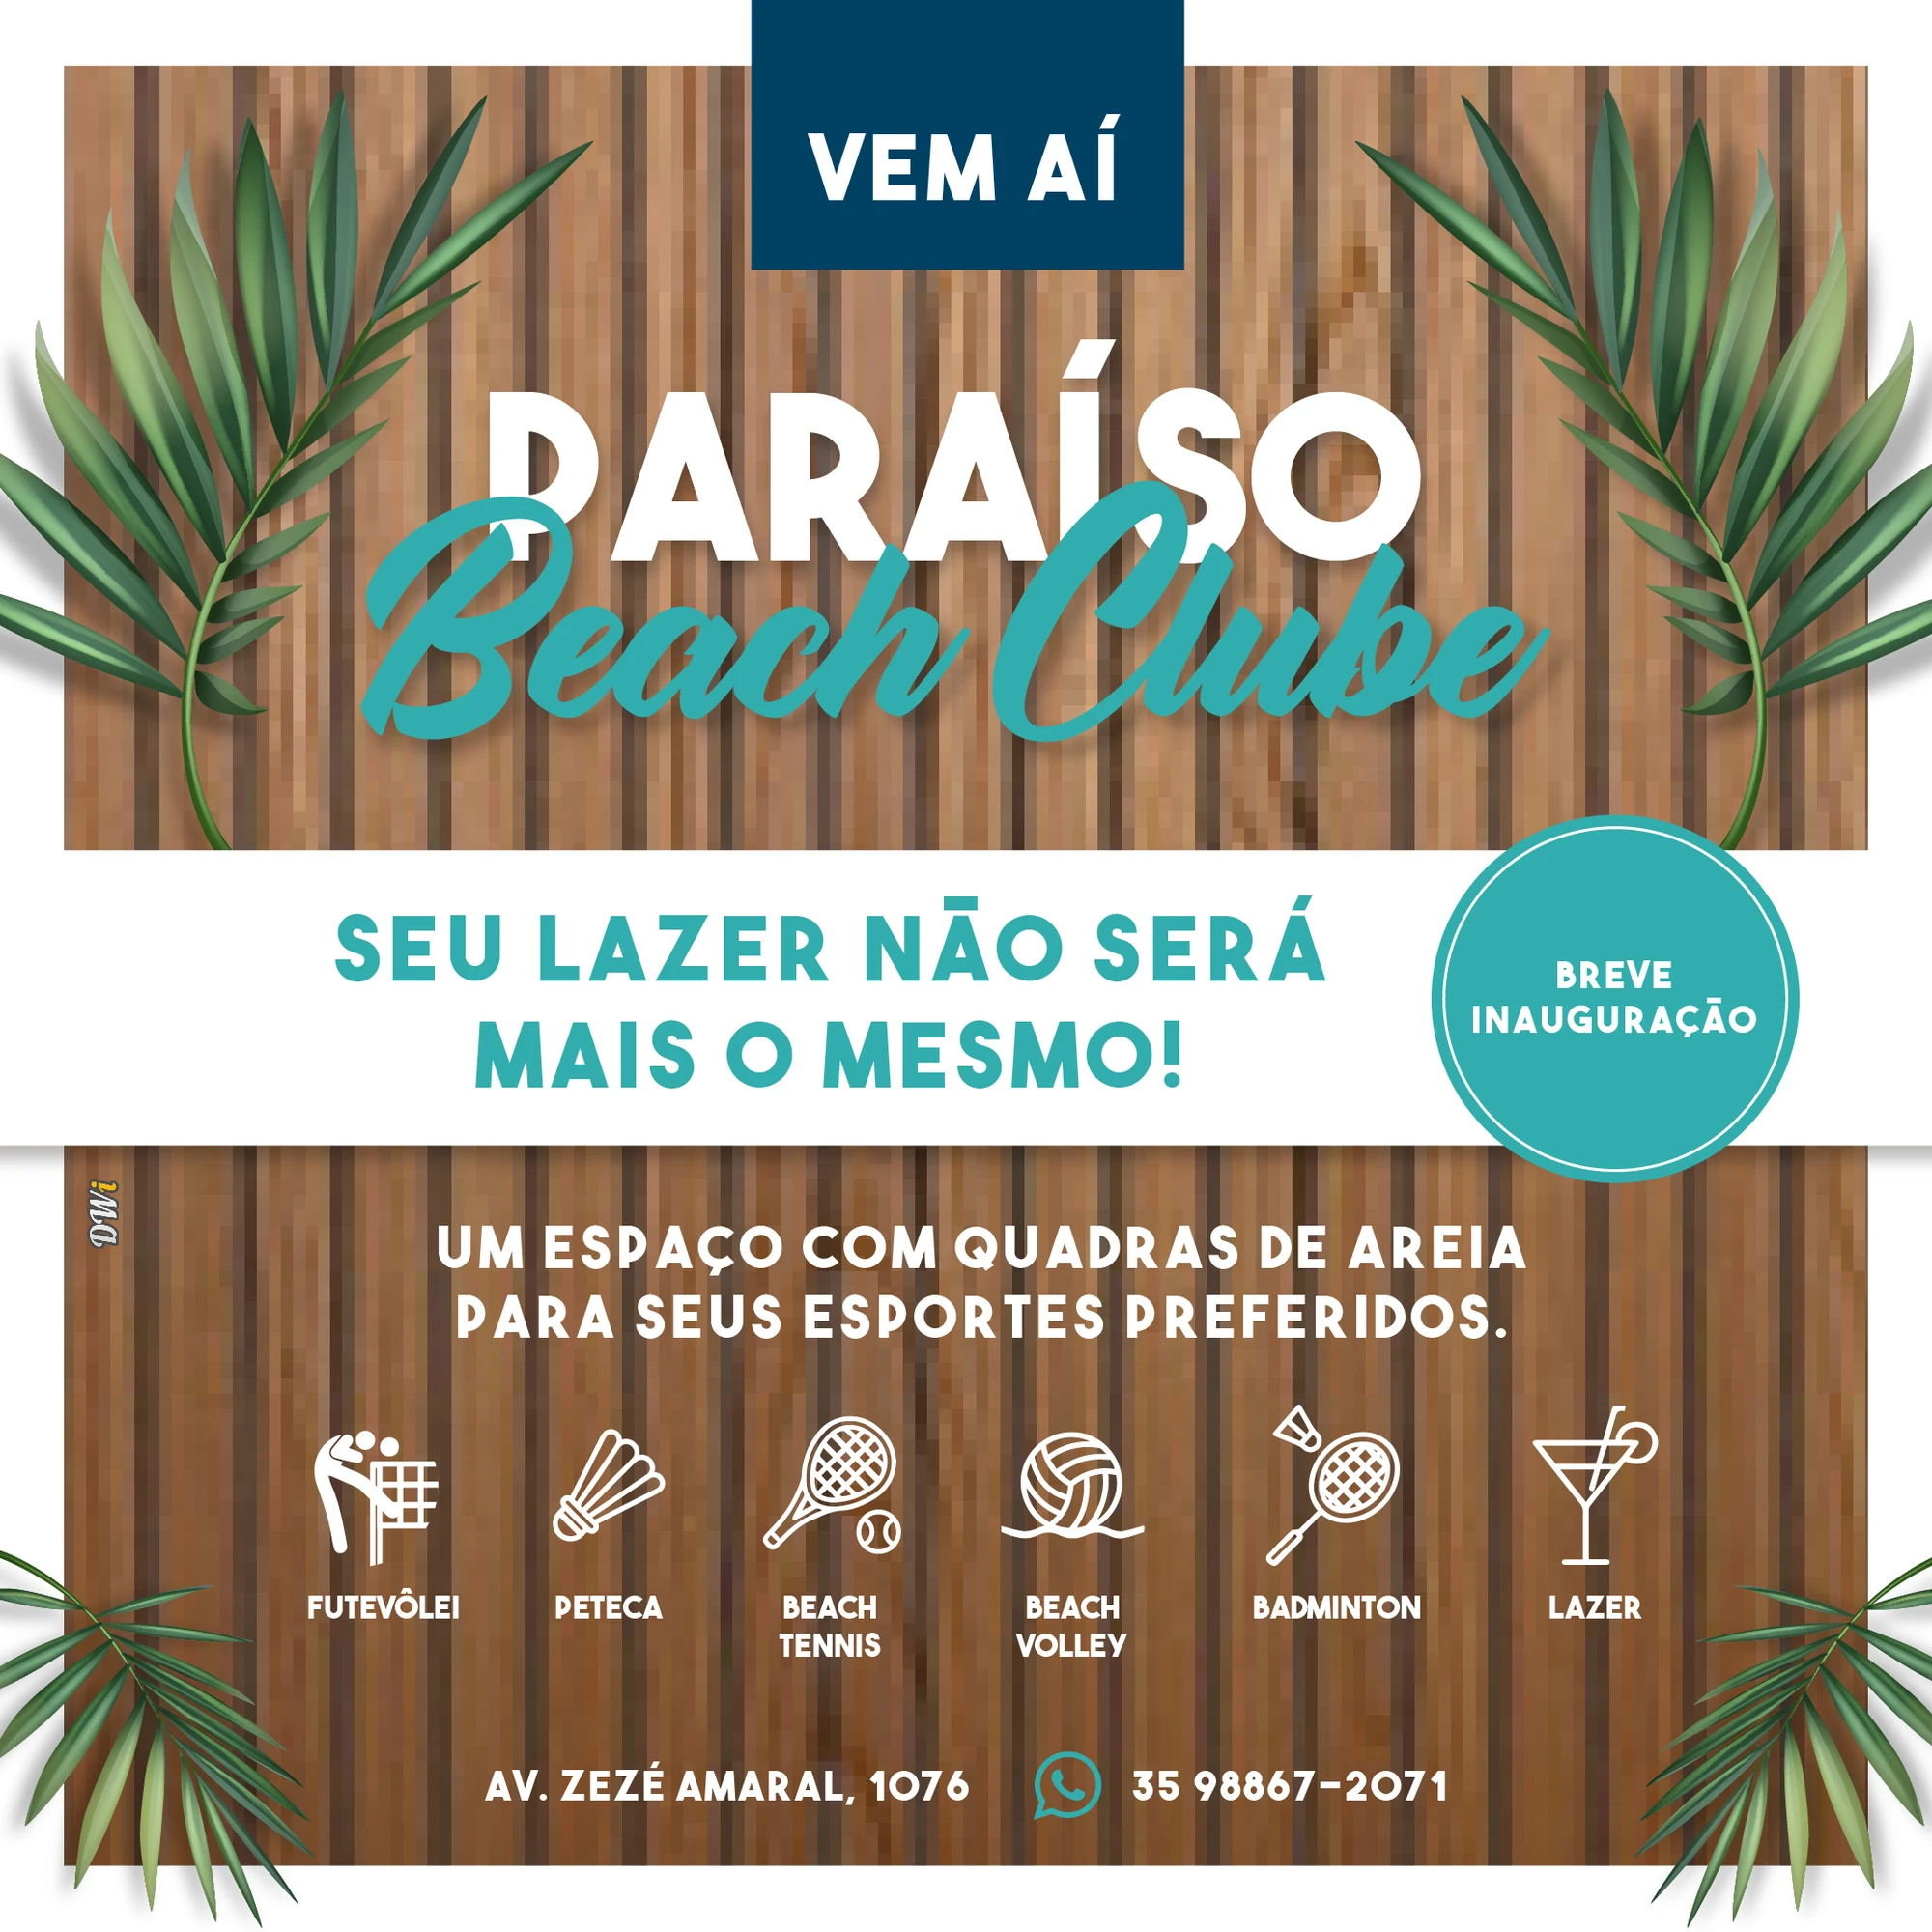 VEM AÍ
PARAÍSO
Beach Clube
SEU LAZER NÃO SERÁ
MAIS O MESMO!
BREVE
INAUGURAÇÃO
DWi
UM ESPAÇO COM QUADRAS DE AREIA
PARA SEUS ESPORTES PREFERIDOS.
FUTEVÔLEI
PETECA
BEACH
TENNIS
BEACH
VOLLEY
BADMINTON
LAZER
AV. ZEZÉ AMARAL, 1076
35 98867-2071